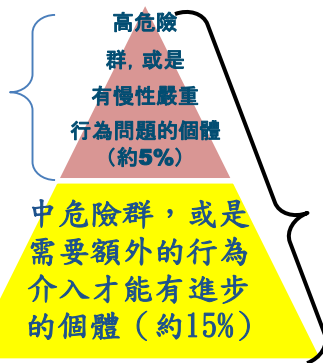 高危險
群, 或是
有慢性嚴重
行為問題的個體
（約5%）
中危險群，或是
需要額外的行為
介入才能有進步
的個體（約15%）